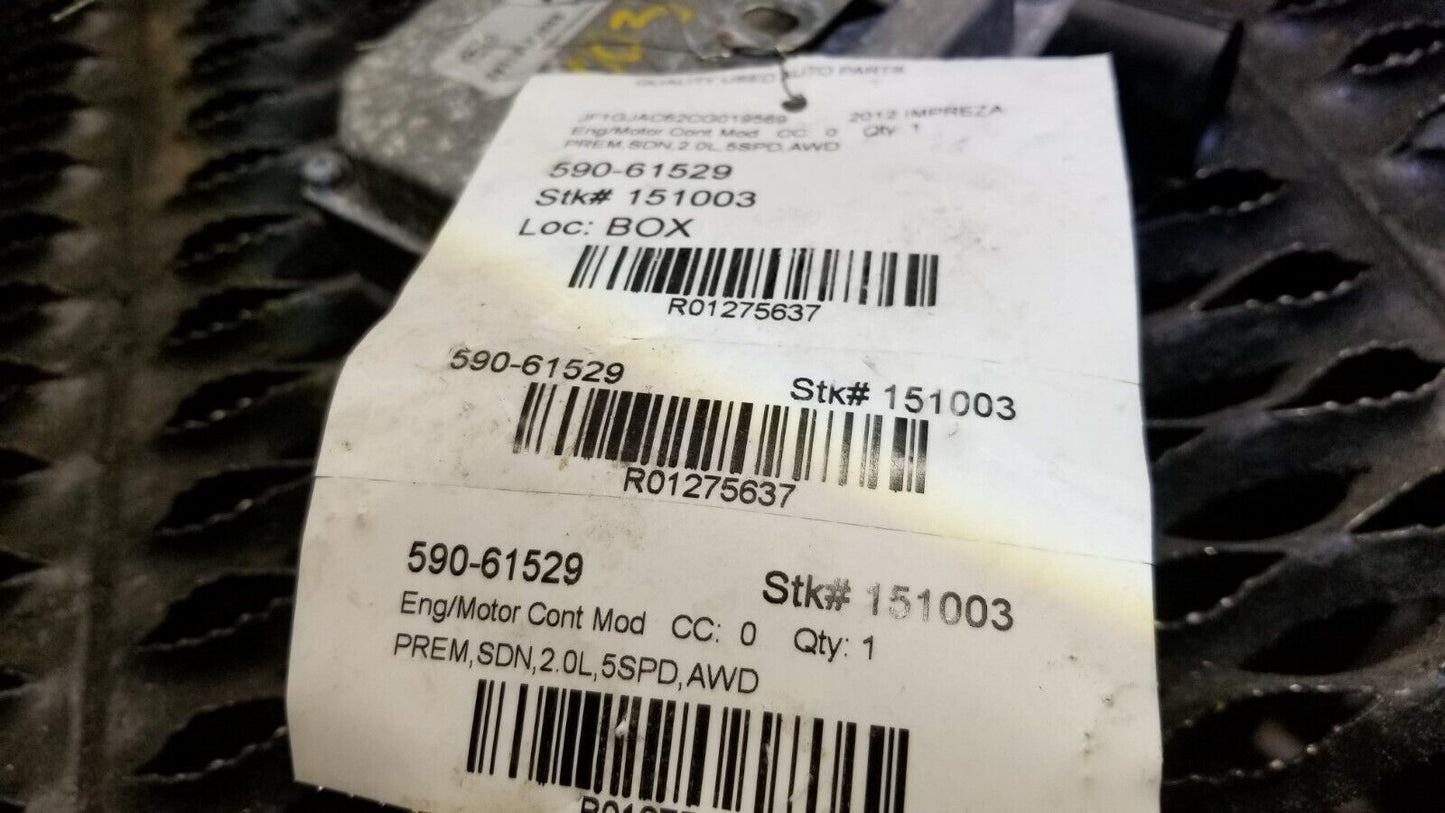 QUALITY USED AUTO PARTS
JF1GJAC62CG019569 2012 IMPREZA
Eng/Motor Cont Mod CC: 0 Qty: 1
PREM,SDN,2.0L,5SPD,AWD
590-61529
Stk# 151003
Loc: BOX
R01275637
590-61529 Stk# 151003
R01275637
590-61529 Stk# 151003
Eng/Motor Cont Mod CC: 0 Qty: 1
PREM,SDN,2.0L,5SPD,AWD